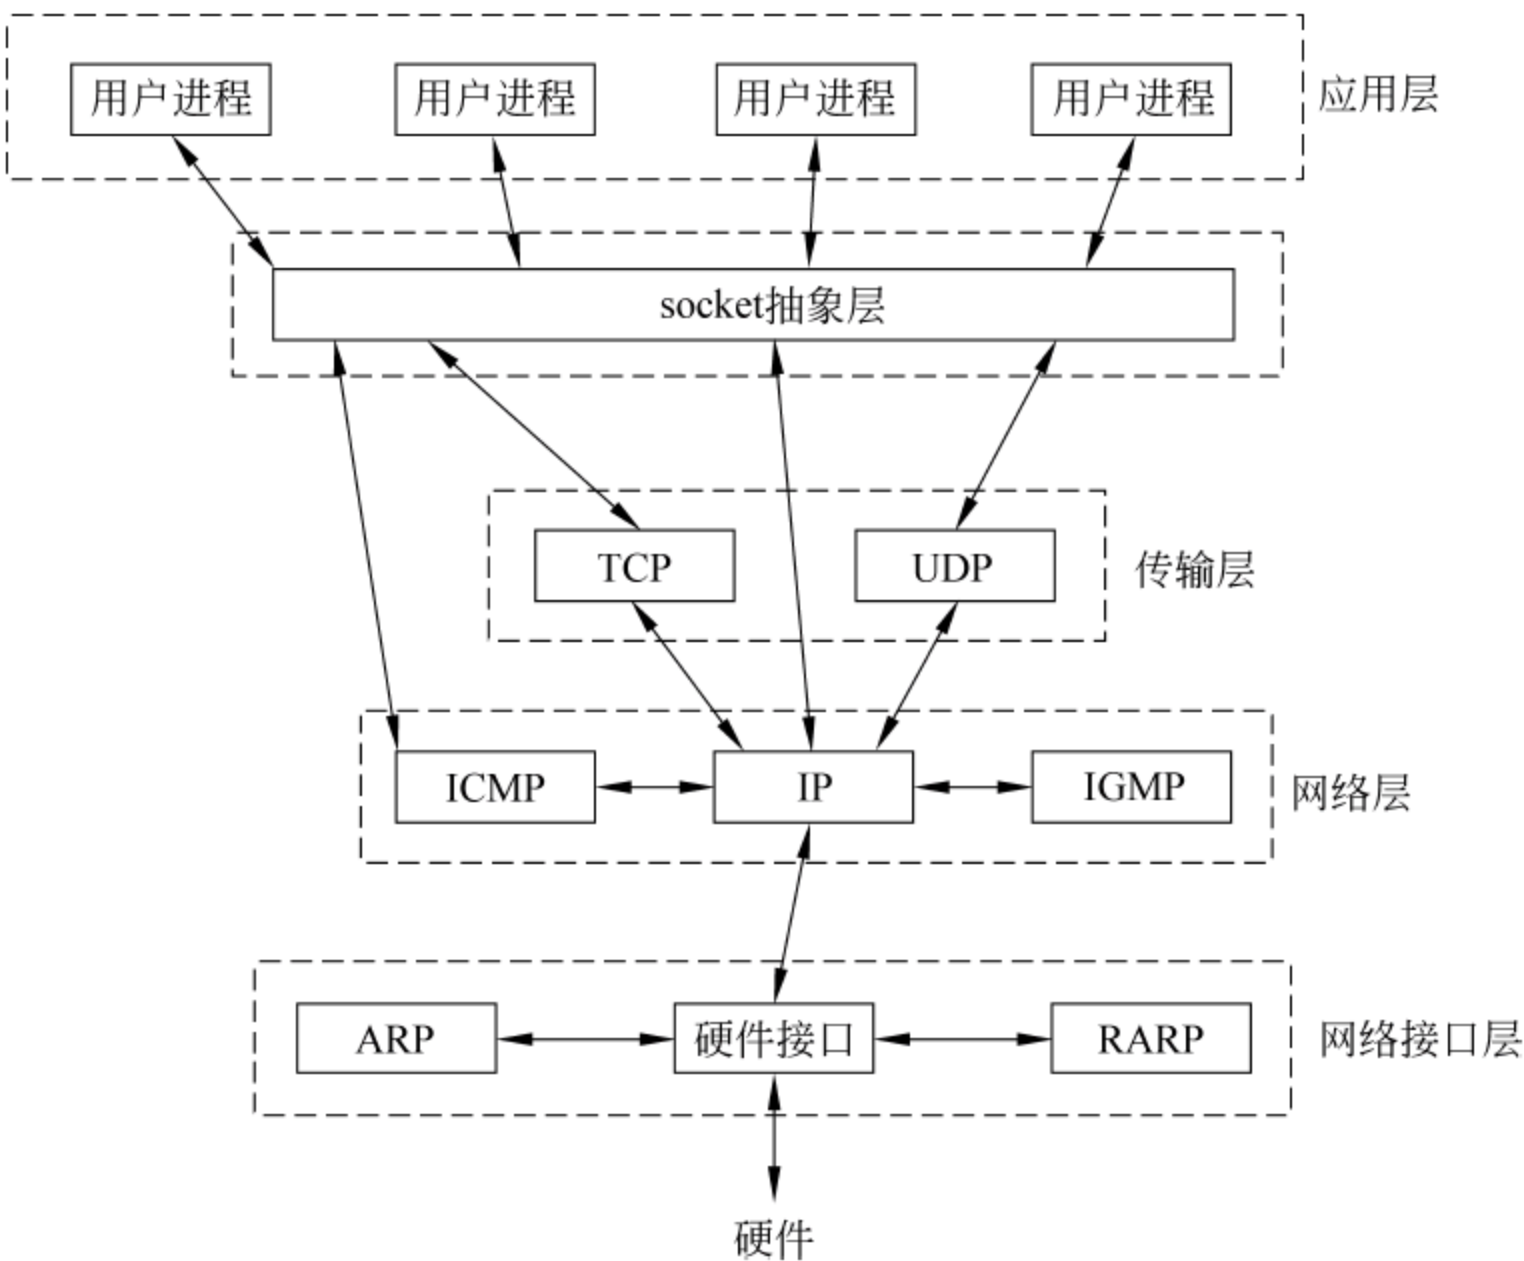 用户进程
用户进程
用户进程
用户进程
应用层
socket抽象层
TCP
UDP
传输层
ICMP
IP
IGMP
网络层
ARP
硬件接口
RARP
网络接口层
硬件